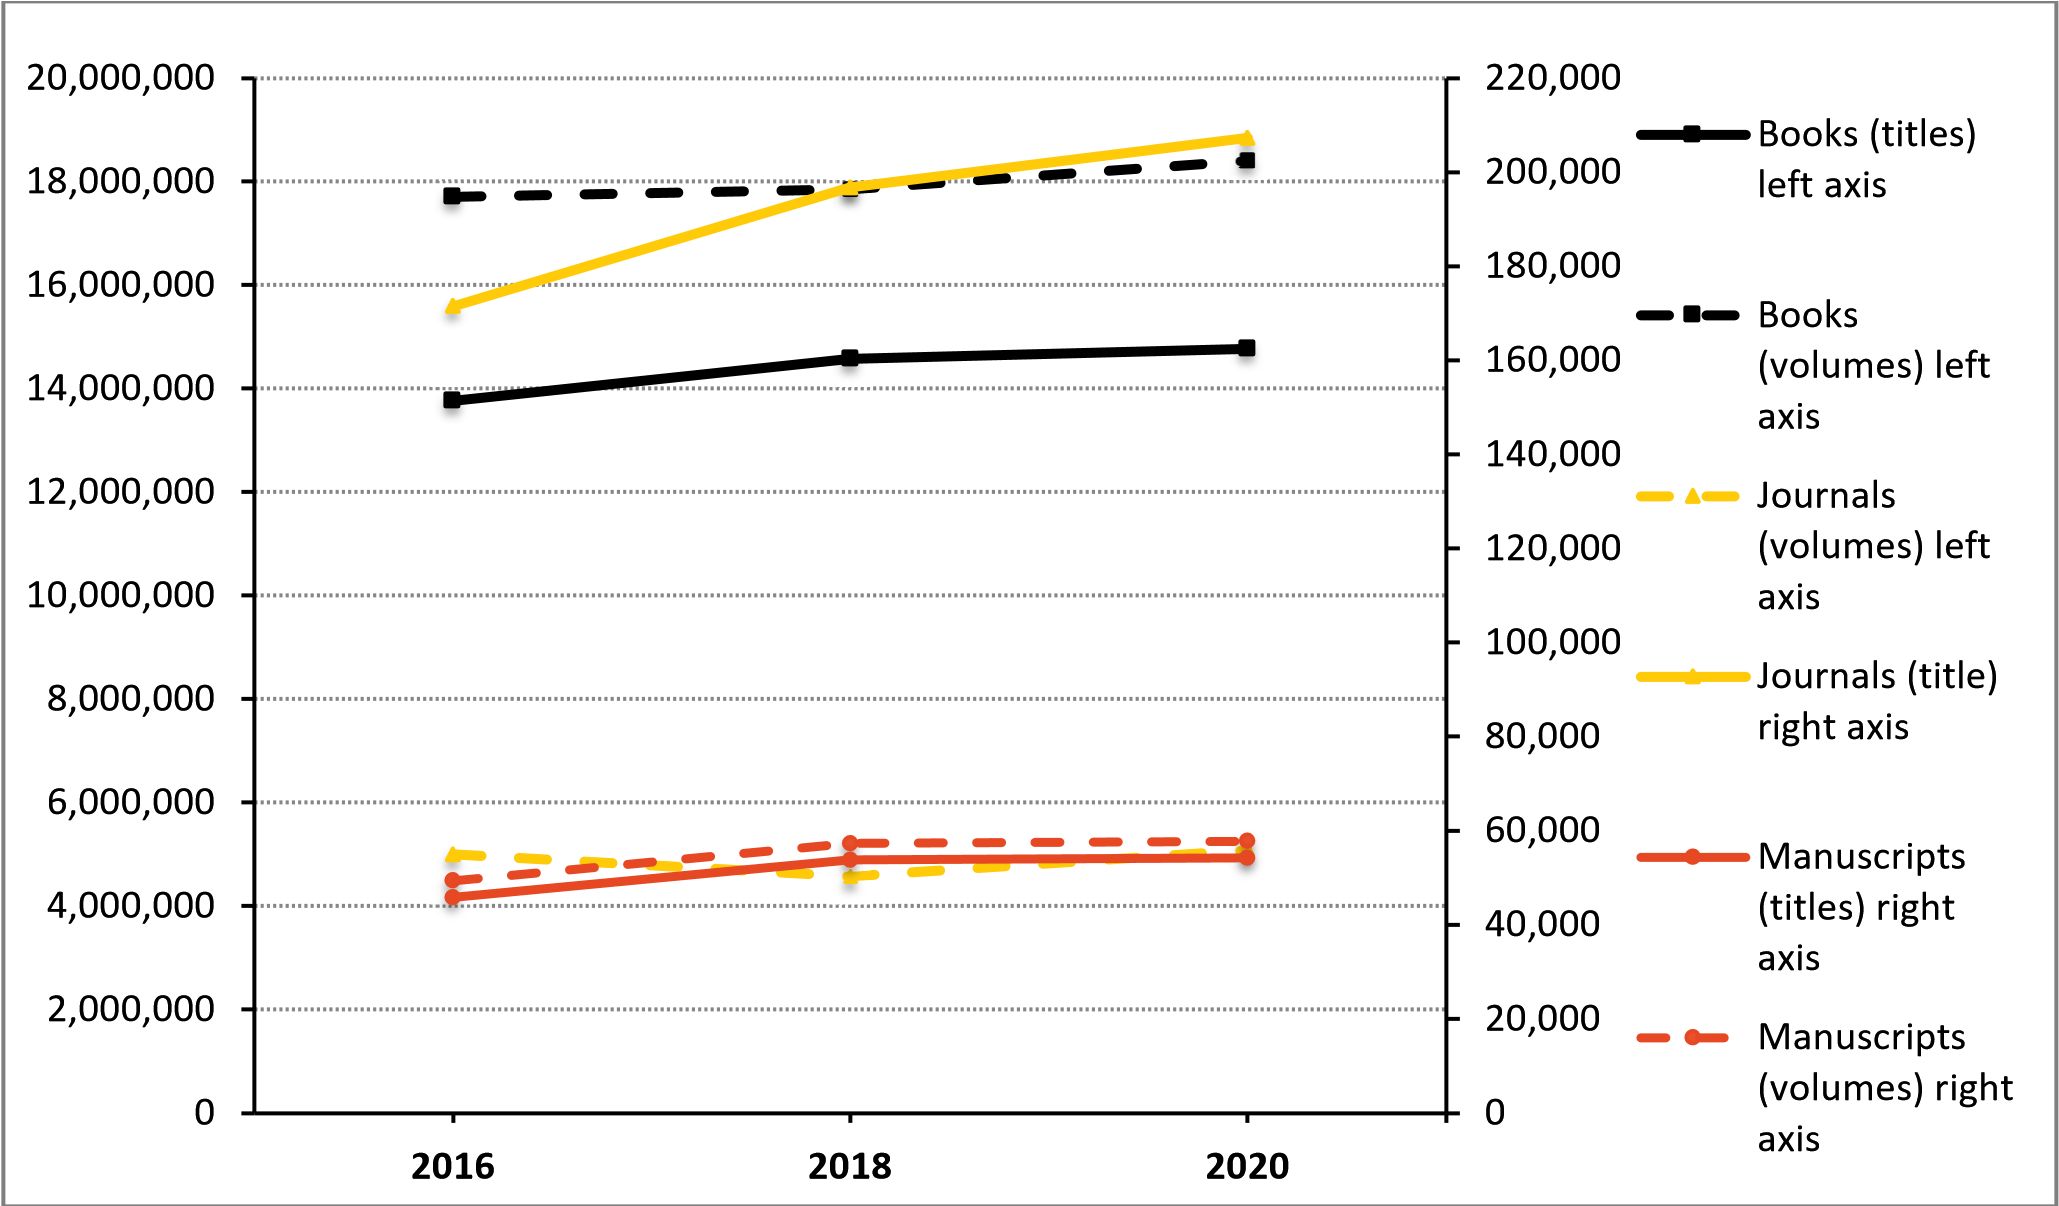 20,000,000
18,000,000
16,000,000
14,000,000
12,000,000
10,000,000
8,000,000
6,000,000
4,000,000
2,000,000
0
2016
2018
2020
220,000
200,000
180,000
160,000
140,000
120,000
100,000
80,000
60,000
40,000
20,000
0
Books (titles)
left axis
Books
(volumes) left
axis
Journals
(volumes) left
axis
Journals (title)
right axis
Manuscripts
(titles) right
axis
Manuscripts
(volumes) right
axis